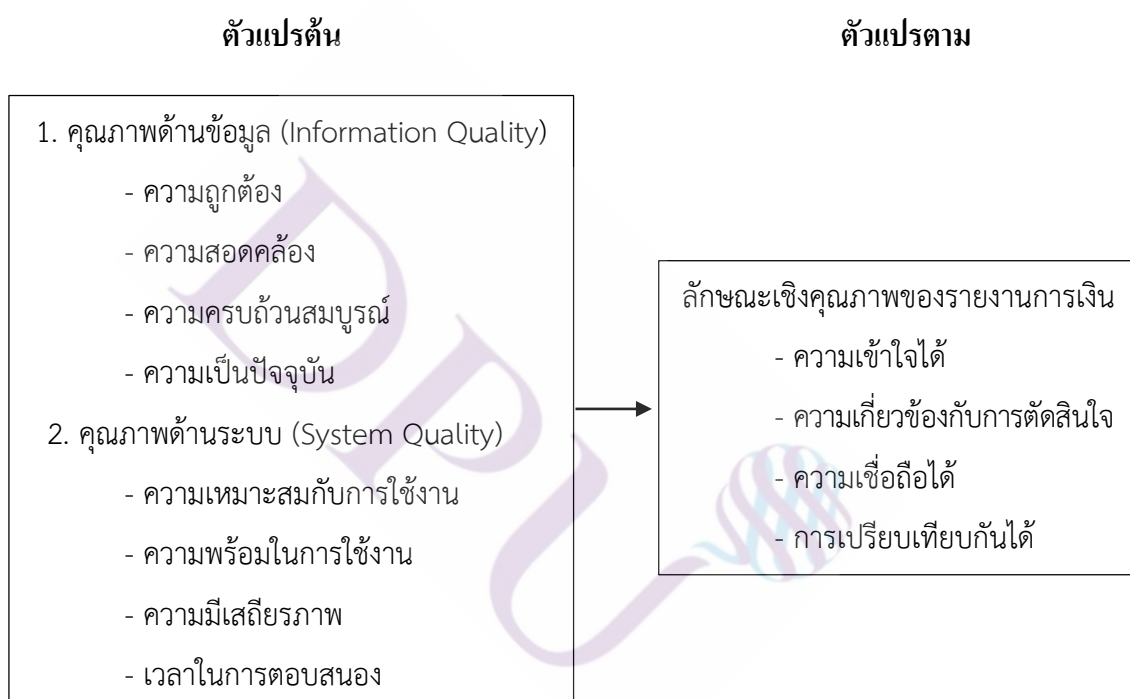 ตัวแปรต้น
ตัวแปรตาม
1. คุณภาพด้านข้อมูล (Information Quality)
- ความถูกต้อง
- ความสอดคล้อง
- ความครบถ้วนสมบูรณ์
- ความเป็นปัจจุบัน
2. คุณภาพด้านระบบ (System Quality)
- ความเหมาะสมกับการใช้งาน
- ความพร้อมในการใช้งาน
- ความมีเสถียรภาพ
- เวลาในการตอบสนอง
ลักษณะเชิงคุณภาพของรายงานการเงิน
- ความเข้าใจได้
- ความเกี่ยวข้องกับการตัดสินใจ
- ความเชื่อถือได้
- การเปรียบเทียบกันได้
DPU